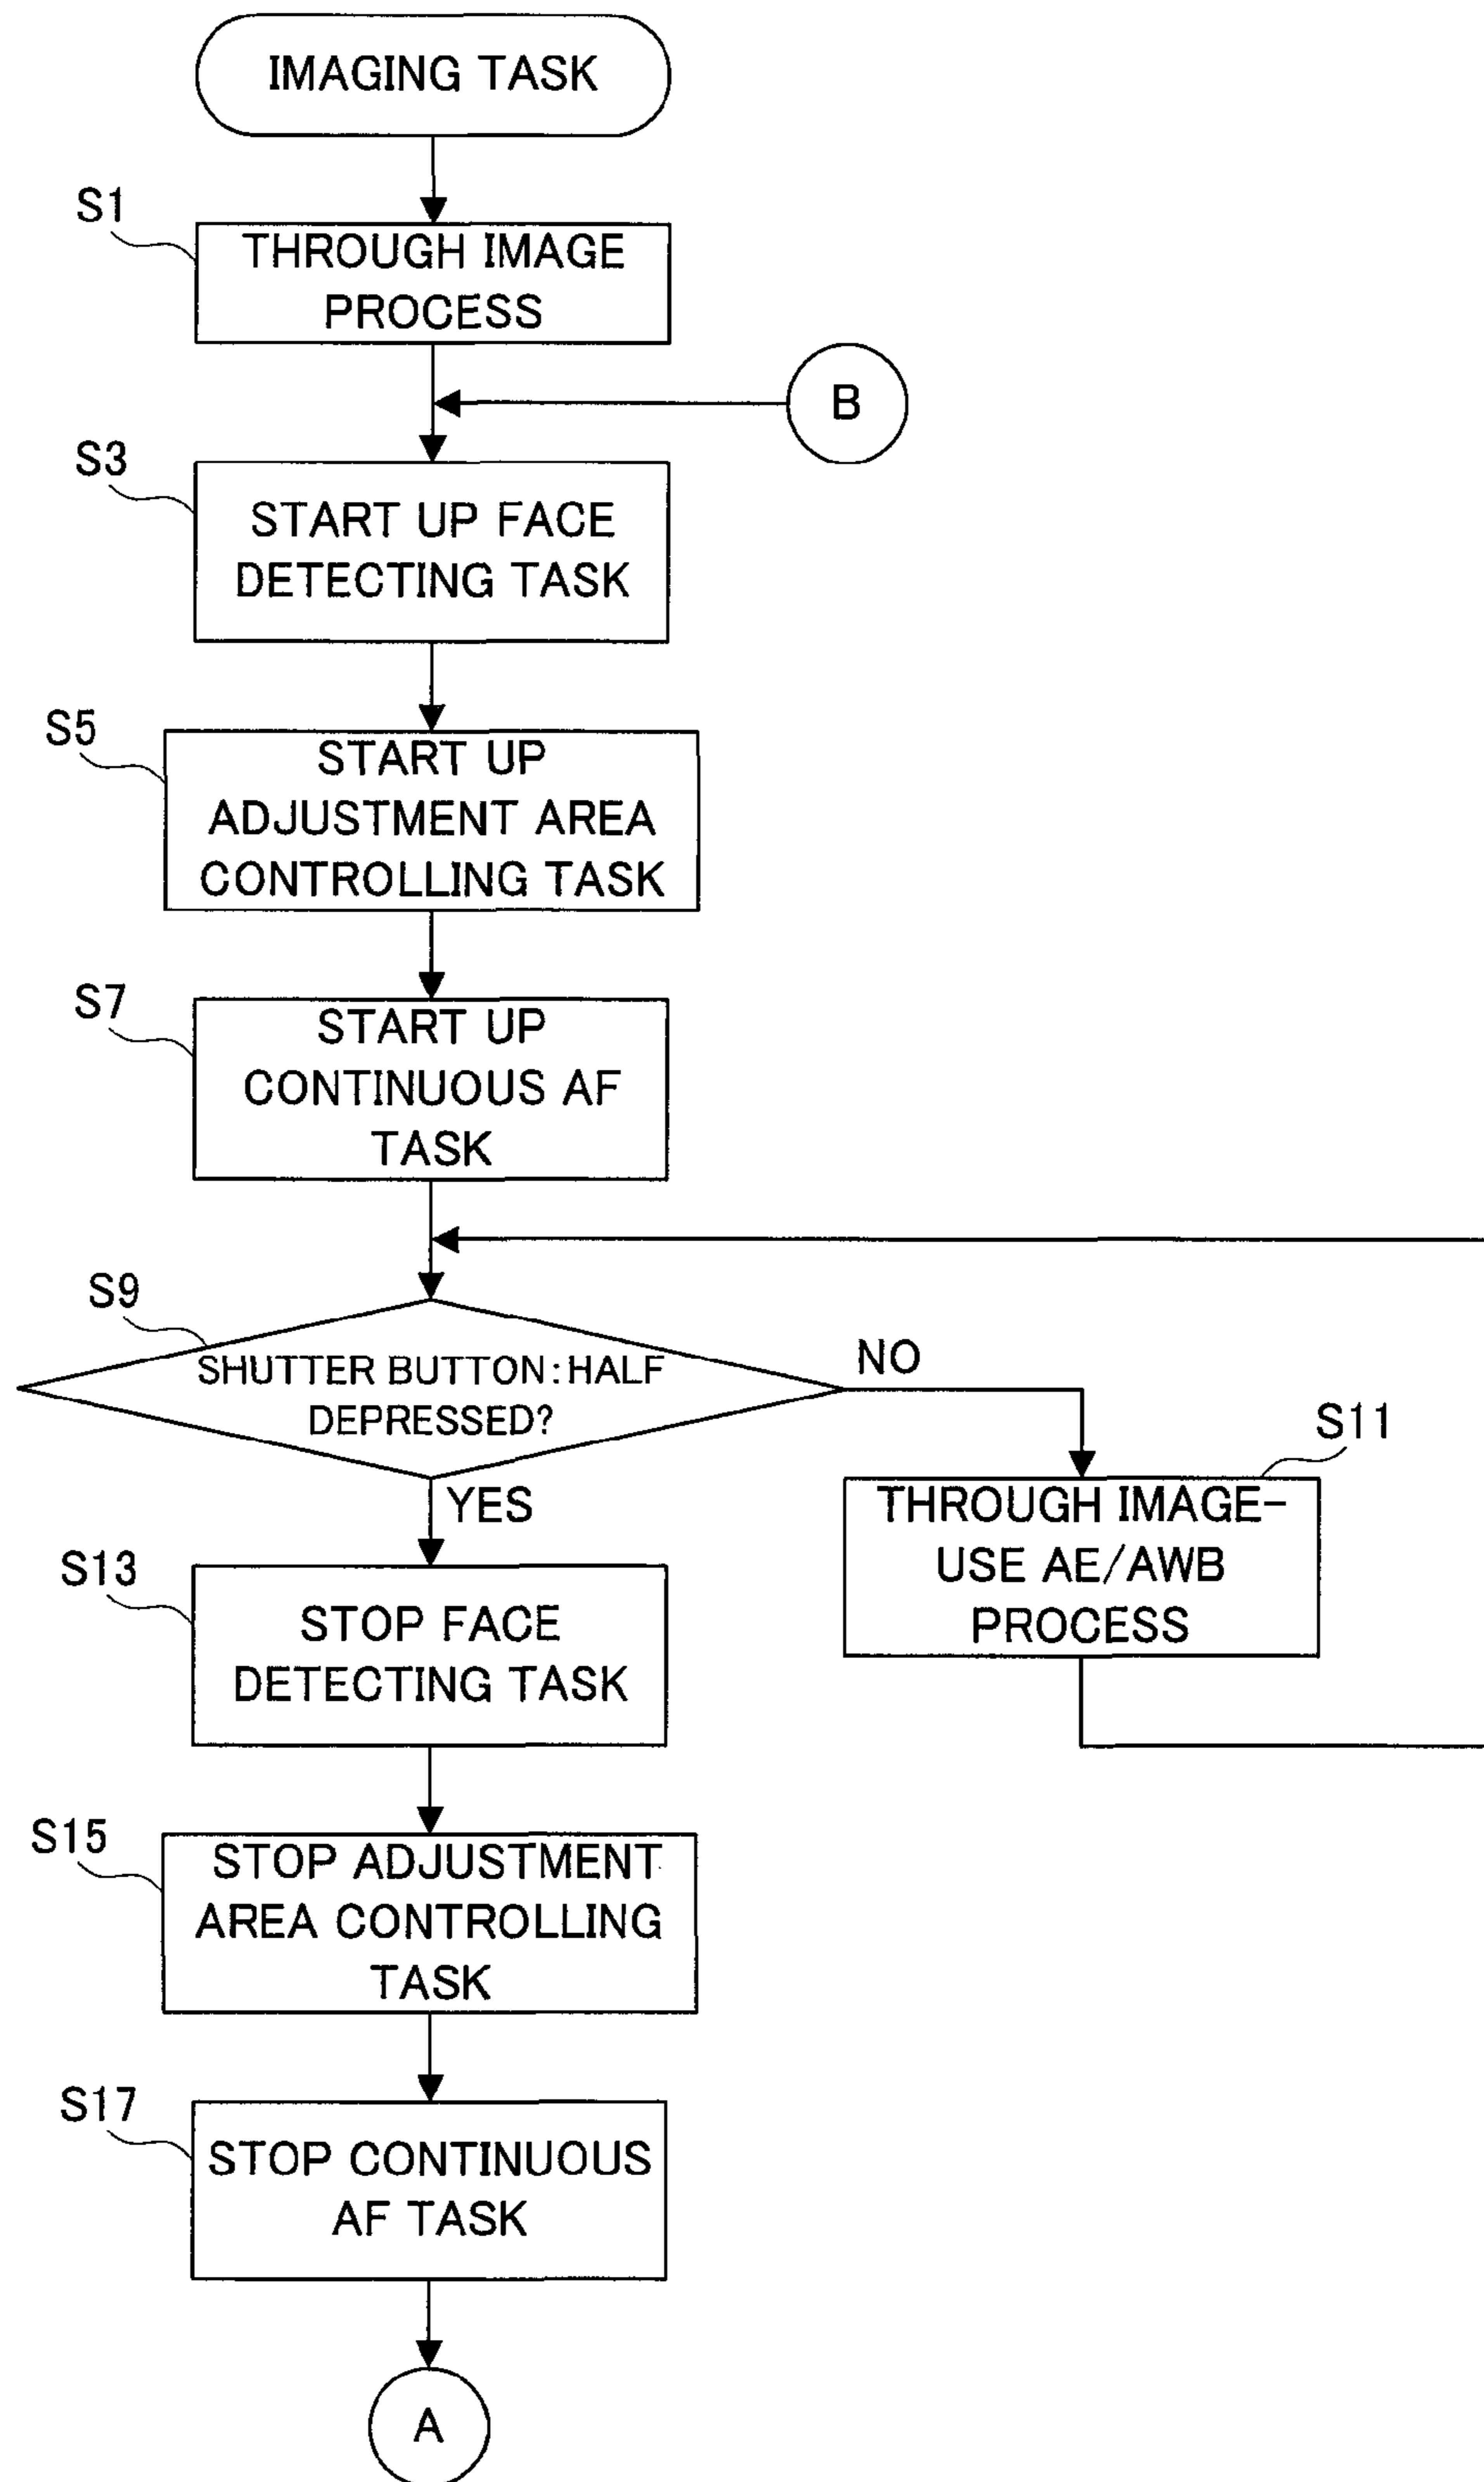 IMAGING TASK
S1
THROUGH IMAGE
PROCESS
B
S3
START UP FACE
DETECTING TASK
S5
START UP
ADJUSTMENT AREA
CONTROLLING TASK
S7
START UP
CONTINUOUS AF
TASK
S9
SHUTTER BUTTON:HALF
DEPRESSED?
NO
YES
S11
THROUGH IMAGE-
USE AE/AWB
PROCESS
S13
STOP FACE
DETECTING TASK
S15
STOP ADJUSTMENT
AREA CONTROLLING
TASK
S17
STOP CONTINUOUS
AF TASK
A